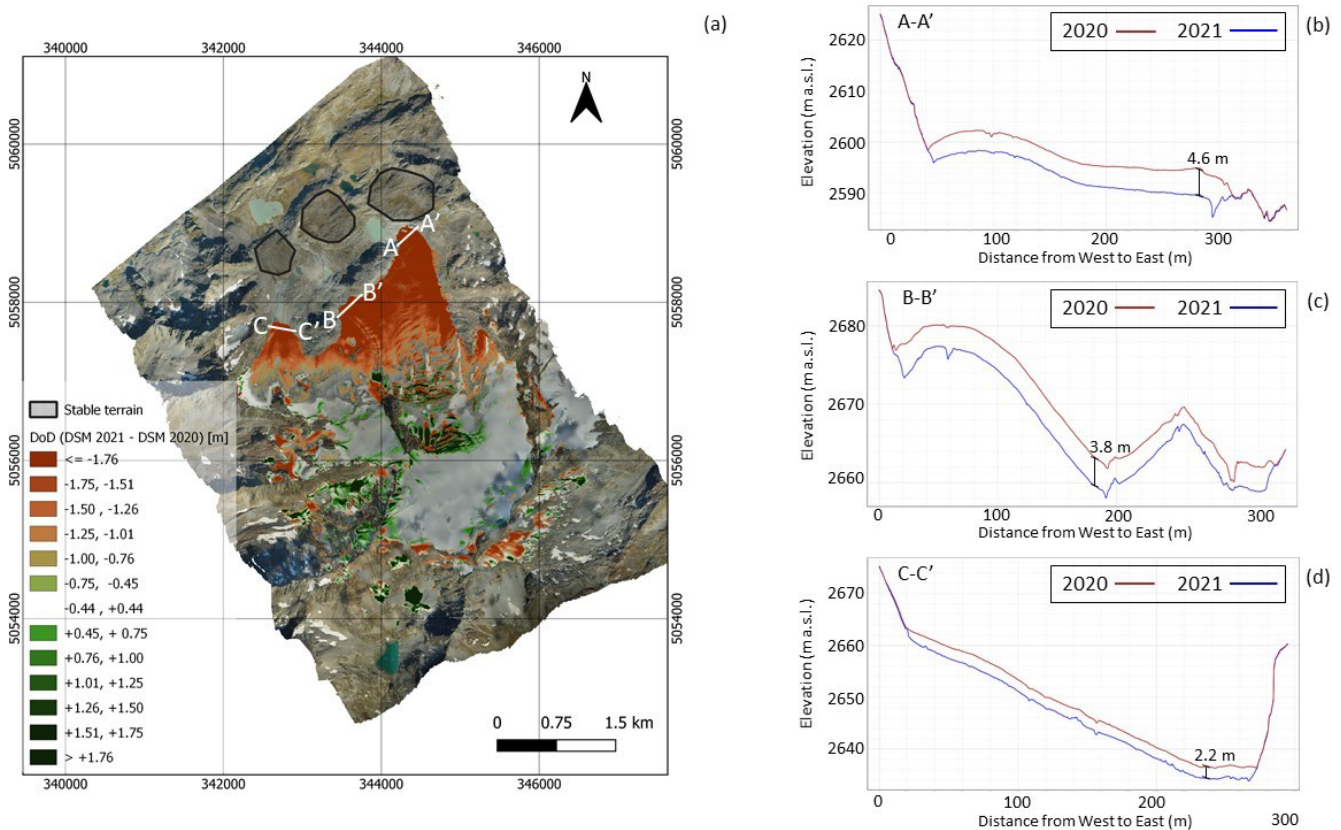 (a)
340000 342000 344000 346000
N
5060000 5060000
5058000 5058000
5056000 5056000
5054000 5054000
A A'
B B'
C C'
Stable terrain
DoD (DSM 2021 - DSM 2020) [m]
<= -1.76
-1.75, -1.51
-1.50, -1.26
-1.25, -1.01
-1.00, -0.76
-0.75, -0.45
-0.44, +0.44
+0.45, + 0.75
+0.76, +1.00
+1.01, +1.25
+1.26, +1.50
+1.51, +1.75
> +1.76
0 0.75 1.5 km
340000 342000 344000 346000
A-A’
2020 2021
(b)
Elevation (m a.s.l.)
2620
2610
2600
2590
4.6 m
0 100 200 300
Distance from West to East (m)
B-B’
2020 2021
(c)
Elevation (m a.s.l.)
2680
2670
2660
3.8 m
0 100 200 300
Distance from West to East (m)
C-C’
2020 2021
(d)
Elevation (m a.s.l.)
2670
2660
2650
2640
2.2 m
0 100 200 300
Distance from West to East (m)